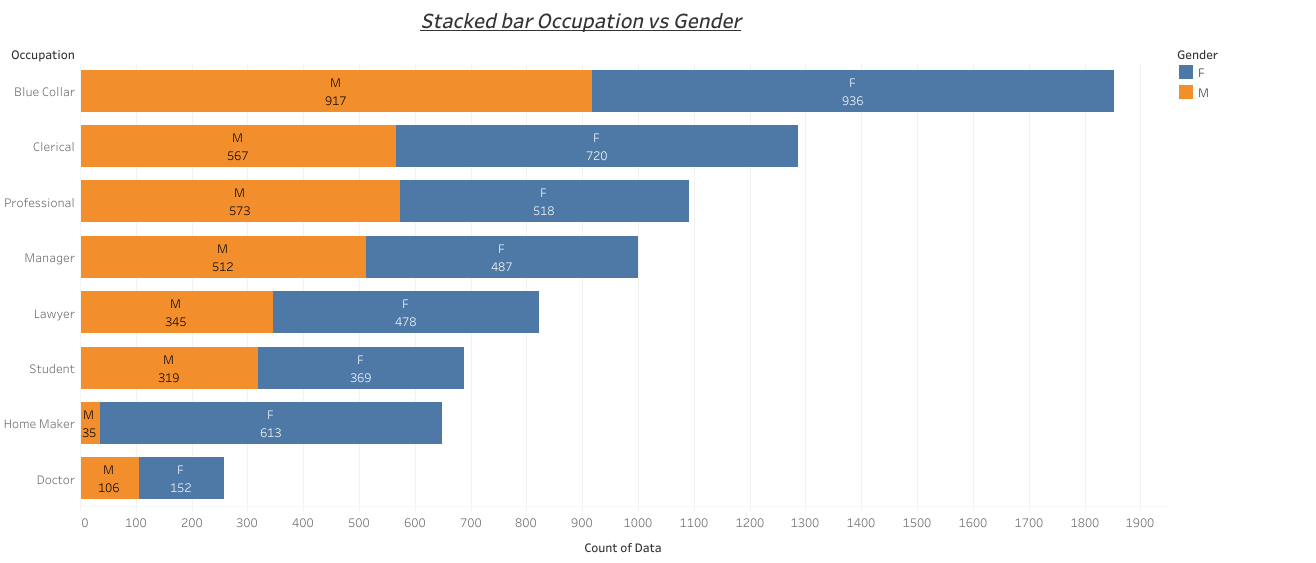 Stacked bar Occupation vs Gender
Occupation
Gender
F
M
Blue Collar
M
917
F
936
Clerical
M
567
F
720
Professional
M
573
F
518
Manager
M
512
F
487
Lawyer
M
345
F
478
Student
M
319
F
369
Home Maker
M
35
F
613
Doctor
M
106
F
152
0 100 200 300 400 500 600 700 800 900 1000 1100 1200 1300 1400 1500 1600 1700 1800 1900
Count of Data